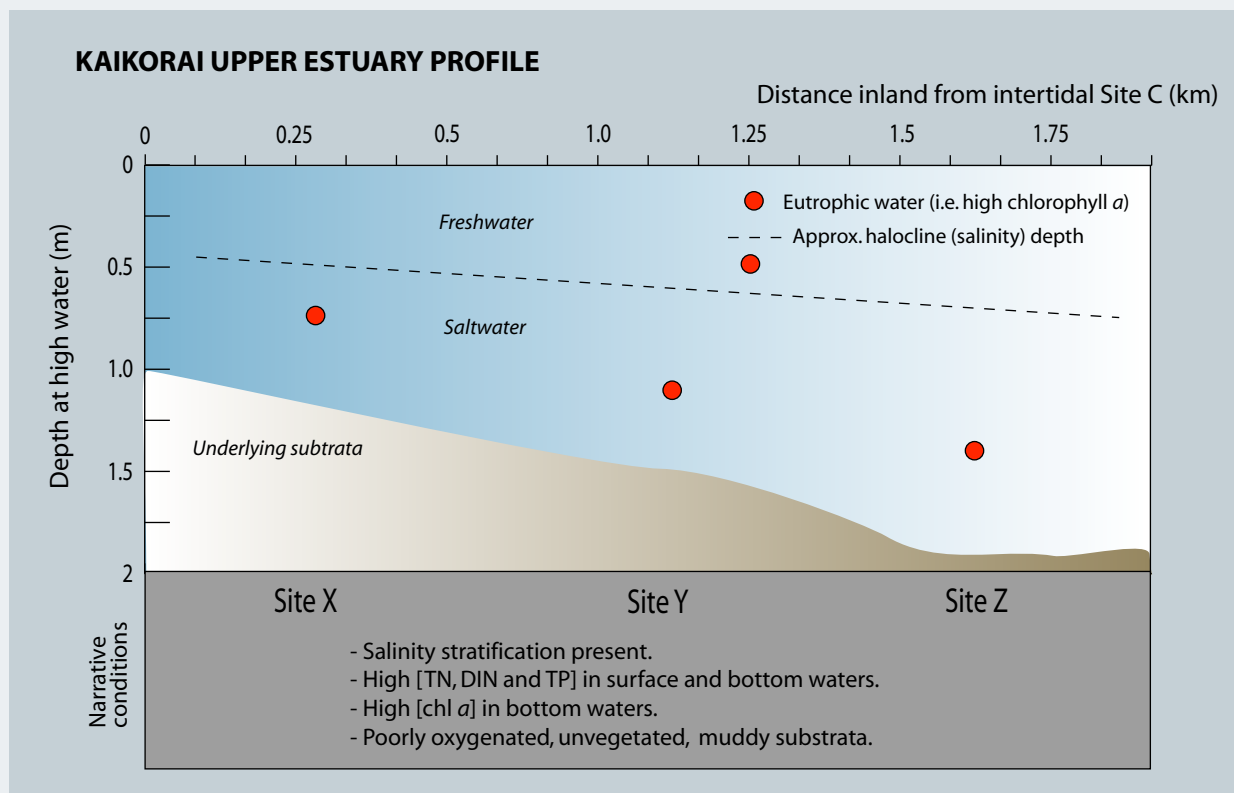 KAIKORAI UPPER ESTUARY PROFILE
Distance inland from intertidal Site C (km)
0 0.25 0.5 1.0 1.25 1.5 1.75
Depth at high water (m)
0
0.5
1.0
1.5
2
Eutrophic water (i.e. high chlorophyll a)
Approx. halocline (salinity) depth
Freshwater
Saltwater
Underlying subtrata
Site X Site Y Site Z
Narrative
conditions
- Salinity stratification present.
- High [TN, DIN and TP] in surface and bottom waters.
- High [chl a] in bottom waters.
- Poorly oxygenated, unvegetated, muddy substrata.